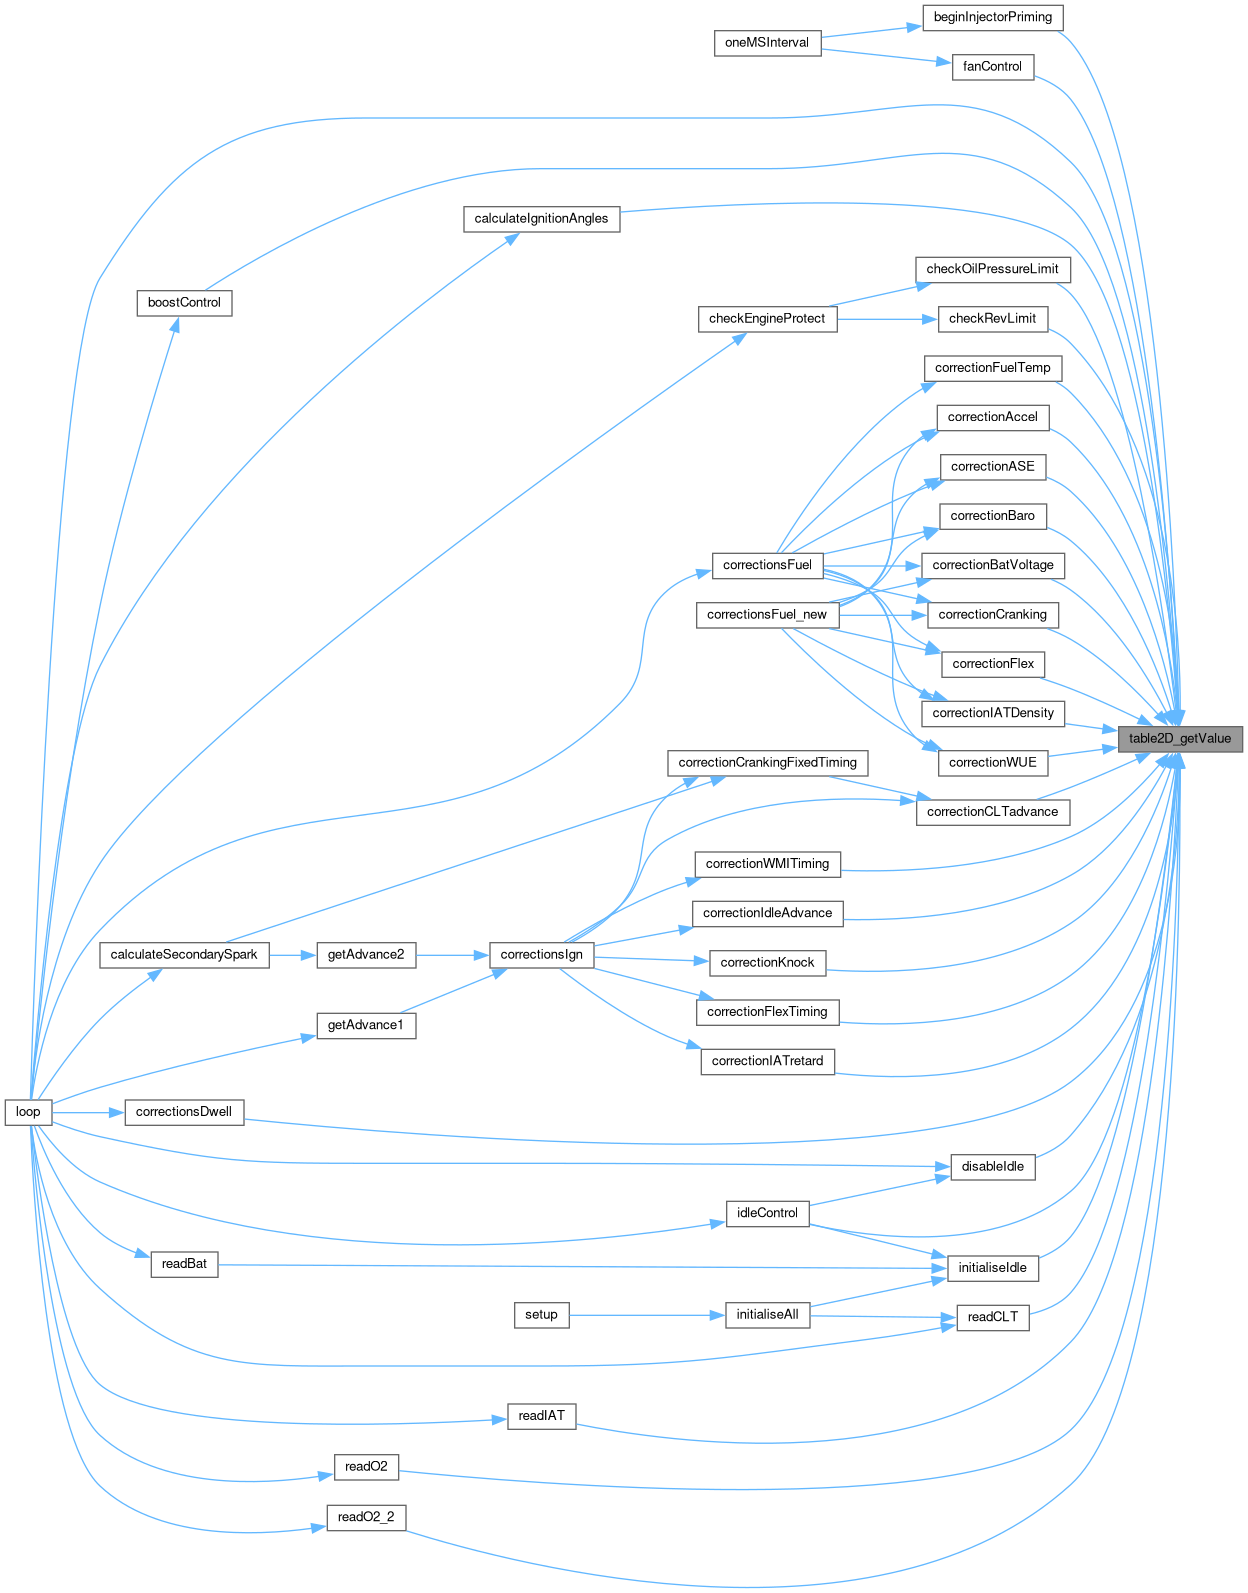 beginInjectorPriming
oneMSInterval
fanControl
calculateIgnitionAngles
checkOilPressureLimit
boostControl
checkEngineProtect
checkRevLimit
correctionFuelTemp
correctionAccel
correctionASE
correctionBaro
correctionsFuel
correctionBatVoltage
correctionsFuel_new
correctionCranking
correctionFlex
correctionIATDensity
table2D_getValue
correctionCrankingFixedTiming
correctionWUE
correctionCLTadvance
correctionWMITiming
correctionIdleAdvance
calculateSecondarySpark
getAdvance2
correctionsIgn
correctionKnock
correctionFlexTiming
getAdvance1
correctionIATretard
loop
correctionsDwell
disableIdle
idleControl
readBat
initialiseIdle
setup
initialiseAll
readCLT
readIAT
readO2
readO2_2